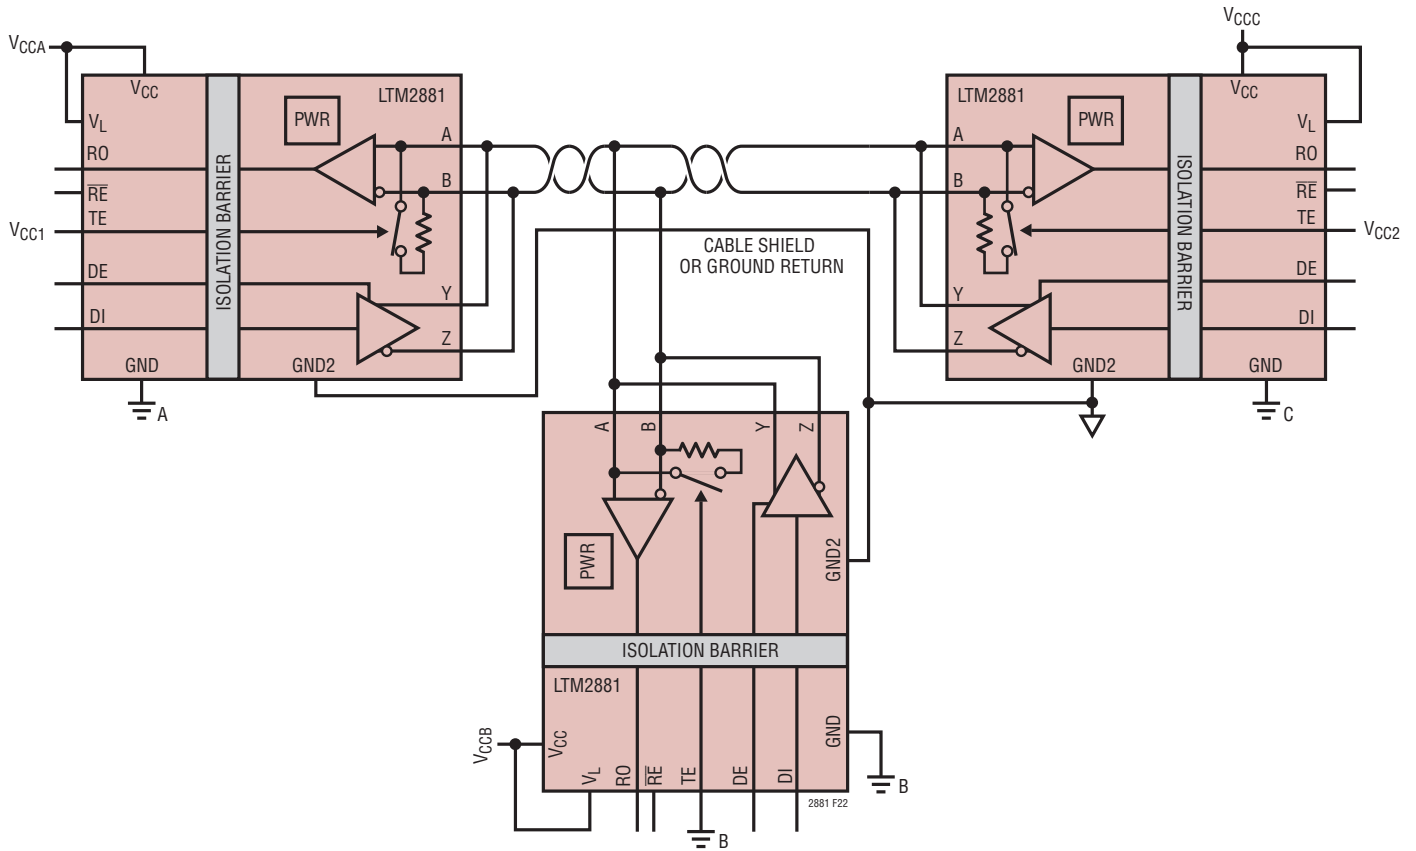 VCCA
VCC
LTM2881
PWR
VL
RO
RE
TE
VCC1
DE
DI
GND
GND2
A
B
Y
Z
ISOLATION BARRIER
A
CABLE SHIELD
OR GROUND RETURN
VCCC
LTM2881
VCC
PWR
A
B
Y
Z
GND2
ISOLATION BARRIER
VL
RO
RE
TE
VCC2
DE
DI
GND
C
A
B
Y
Z
PWR
GND2
ISOLATION BARRIER
LTM2881
VCCB
VCC
VL
RO
RE
TE
DE
DI
GND
B
B
2881 F22